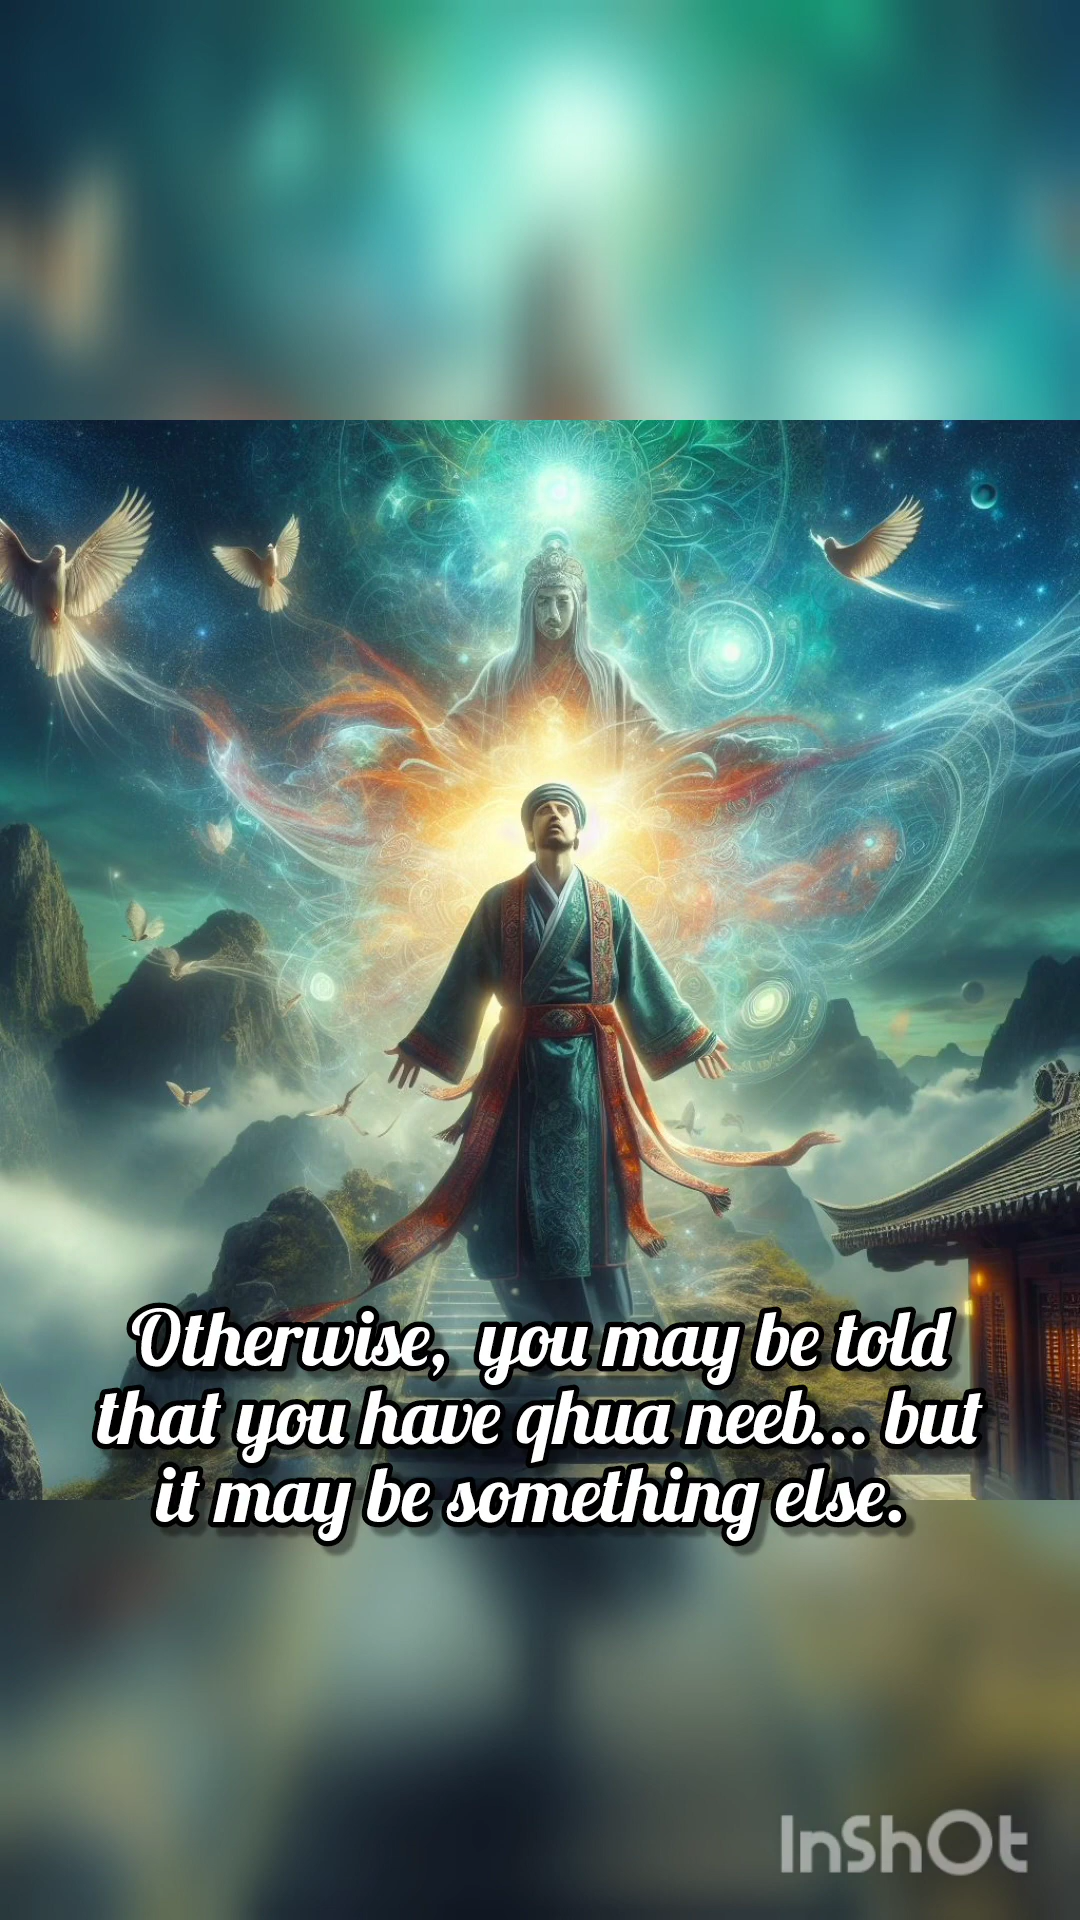 Otherwise, you may be told
that you have qhua neeb... but
it may be something else.
InShOt